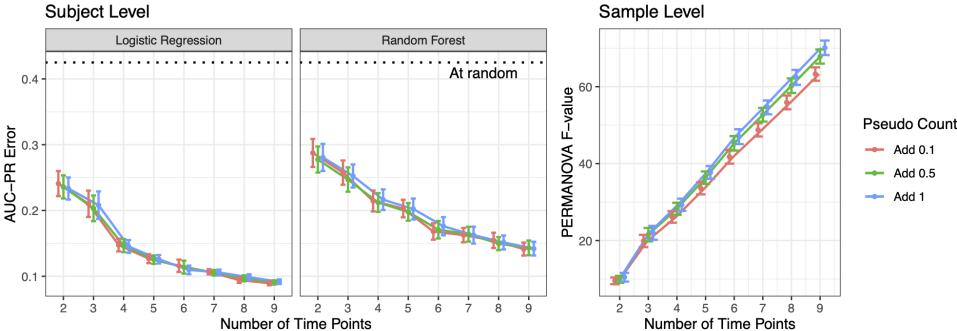 Subject Level
Sample Level
Logistic Regression
Random Forest
At random
AUC−PR Error
0.4
0.3
0.2
0.1
2 3 4 5 6 7 8 9
2 3 4 5 6 7 8 9
Number of Time Points
PERMANOVA F−value
60
40
20
2 3 4 5 6 7 8 9
Number of Time Points
Pseudo Count
Add 0.1
Add 0.5
Add 1